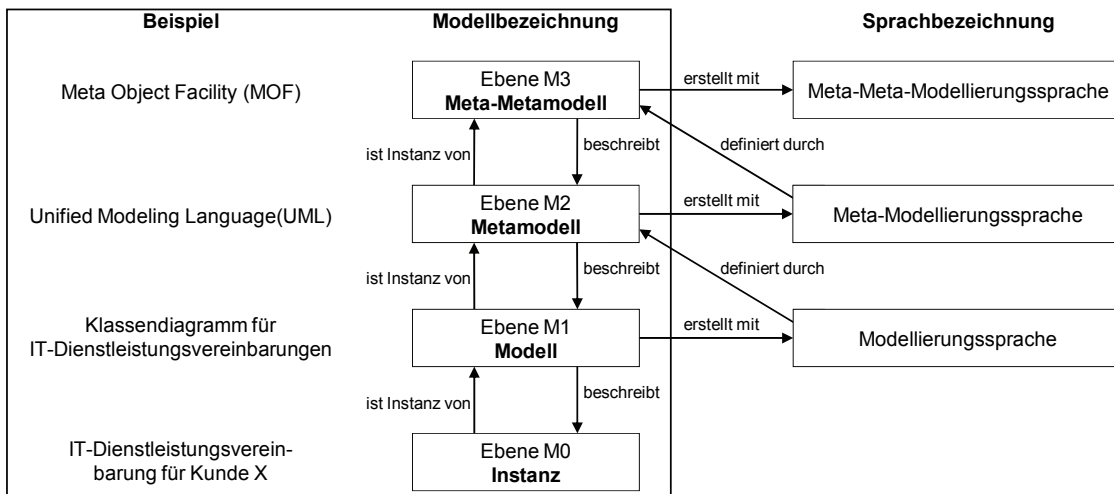 Beispiel
Modellbezeichnung
Sprachbezeichnung
Meta Object Facility (MOF)
Ebene M3
Meta-Metamodell
erstellt mit
Meta-Meta-Modellierungssprache
ist Instanz von
beschreibt
definiert durch
Unified Modeling Language(UML)
Ebene M2
Metamodell
erstellt mit
Meta-Modellierungssprache
ist Instanz von
beschreibt
definiert durch
Klassendiagramm für
IT-Dienstleistungsvereinbarungen
Ebene M1
Modell
erstellt mit
Modellierungssprache
ist Instanz von
beschreibt
IT-Dienstleistungsverein-
barung für Kunde X
Ebene M0
Instanz